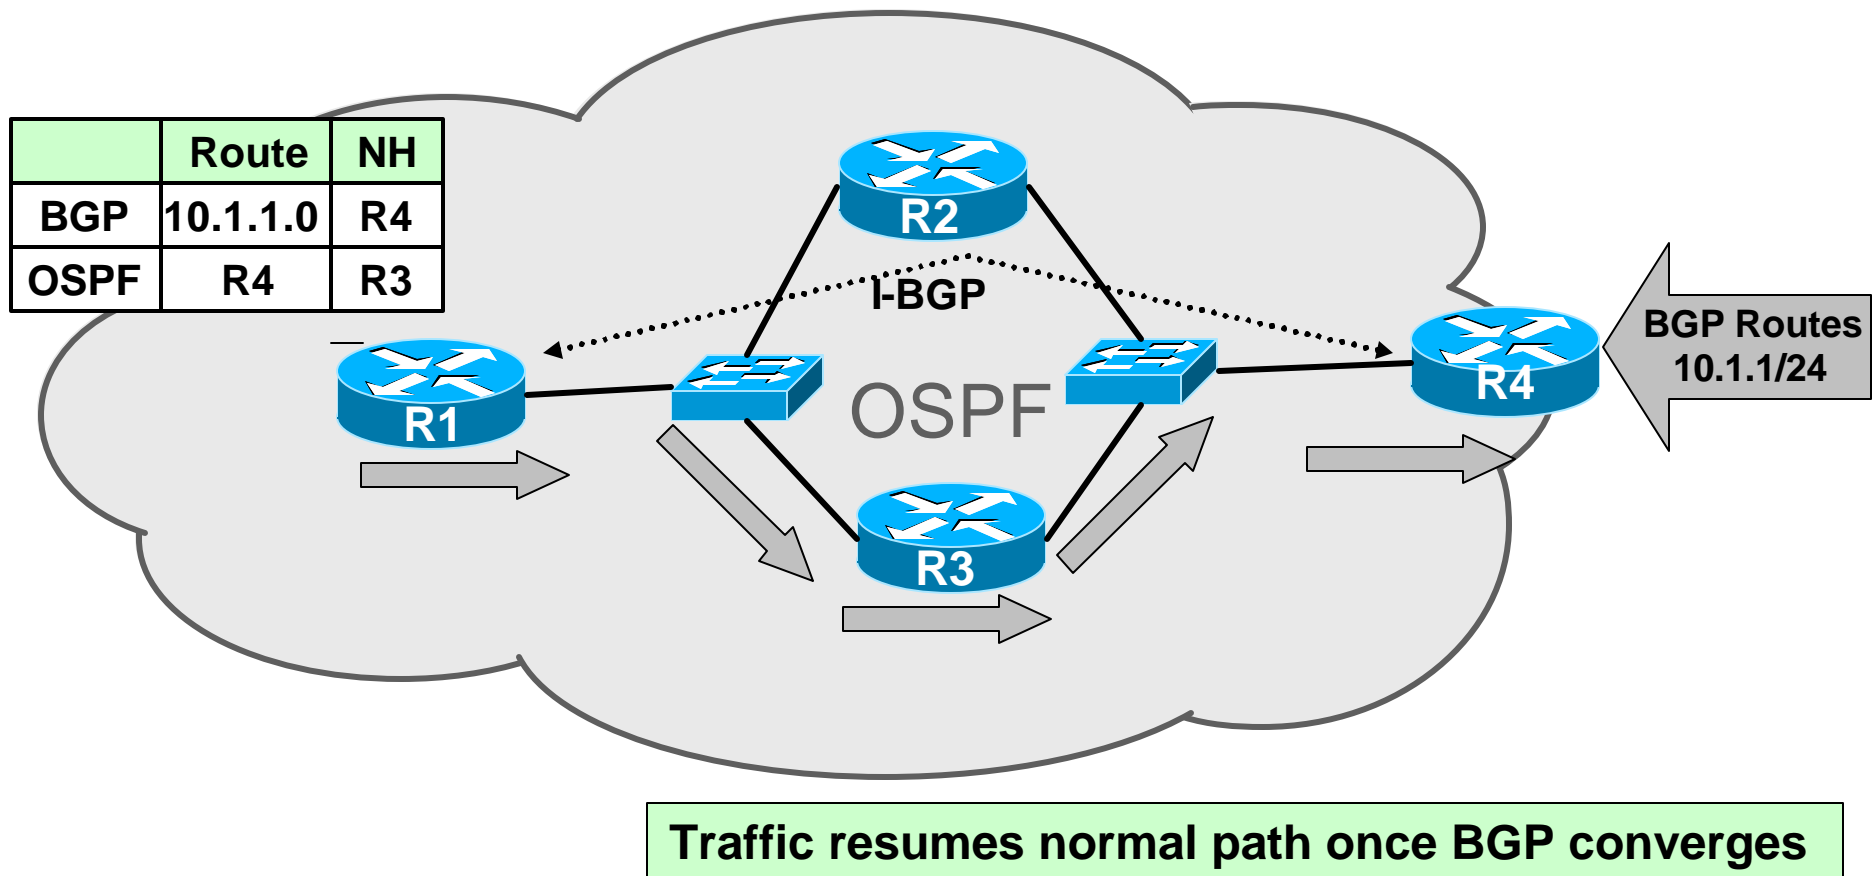 Route NH
BGP 10.1.1.0 R4
OSPF R4 R3
R2
I-BGP
R1
OSPF
R4
BGP Routes
10.1.1/24
R3
Traffic resumes normal path once BGP converges